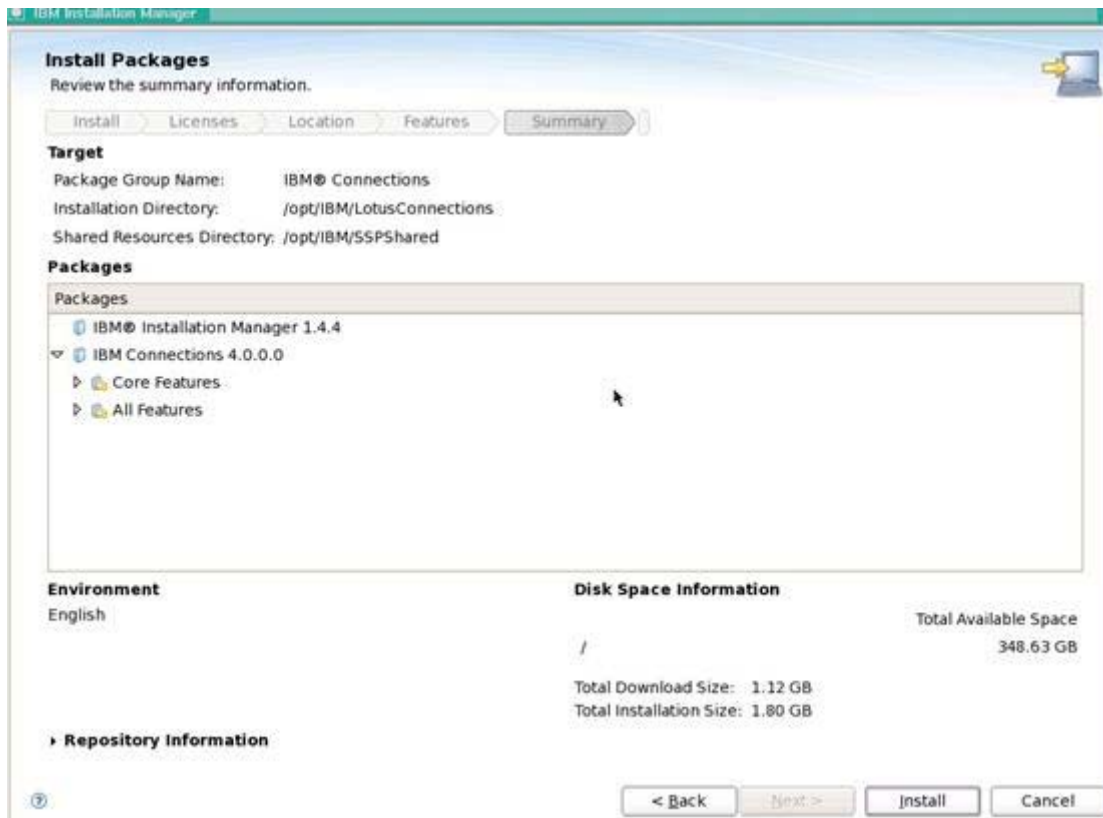 IBM Installation Manager
Install Packages
Review the summary information.
Install Licenses Location Features Summary
Target
Package Group Name: IBM® Connections
Installation Directory: /opt/IBM/LotusConnections
Shared Resources Directory: /opt/IBM/SSPShared
Packages
Packages
IBM® Installation Manager 1.4.4
IBM Connections 4.0.0.0
Core Features
All Features
Environment
Disk Space Information
English
Total Available Space
/ 348.63 GB
Total Download Size: 1.12 GB
Total Installation Size: 1.80 GB
Repository Information
? < Back Next > Install Cancel